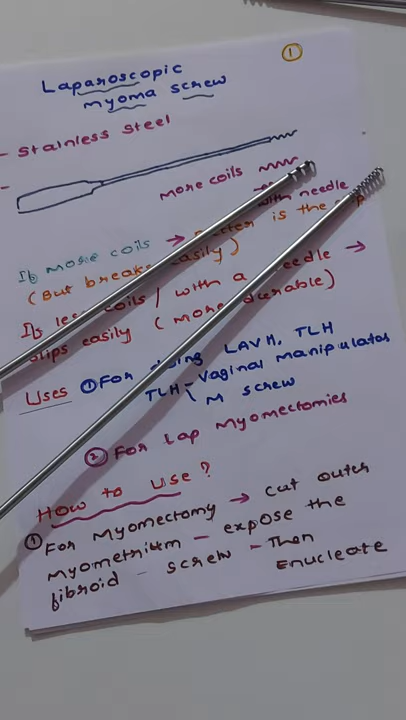 ①
Laparoscopic
myoma screw
- Stainless steel
-
More coils
with needle
If more coils → Better is the
(But breaks easily)
If less coils / with a needle →
slips easily (more durable)
Uses ① For doing LAVH, TLH
TLH - Vaginal manipulator
M screw
② For Lap Myomectomies
How to Use?
① For Myomectomy → cut outer
myometrium - expose the
fibroid - screw - Then
Enucleate